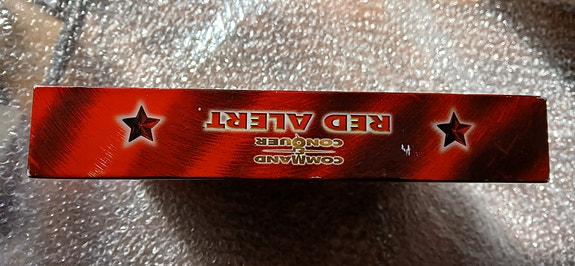 COMMAND
&
CONQUER
RED ALERT